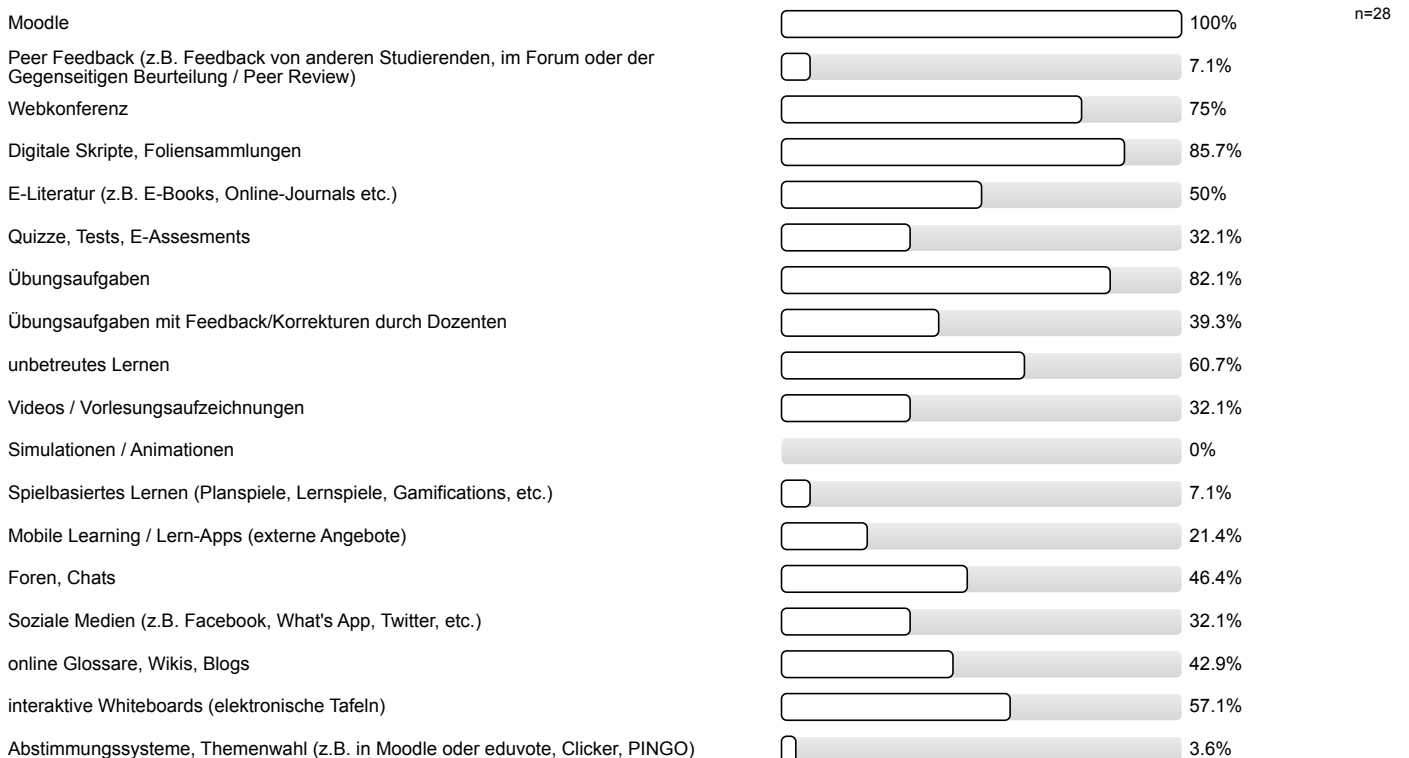 Moodle 100% n=28
Peer Feedback (z.B. Feedback von anderen Studierenden, im Forum oder der
Gegenseitigen Beurteilung / Peer Review) 7.1%
Webkonferenz 75%
Digitale Skripte, Foliensammlungen 85.7%
E-Literatur (z.B. E-Books, Online-Journals etc.) 50%
Quizze, Tests, E-Assesments 32.1%
Übungsaufgaben 82.1%
Übungsaufgaben mit Feedback/Korrekturen durch Dozenten 39.3%
unbetreutes Lernen 60.7%
Videos / Vorlesungsaufzeichnungen 32.1%
Simulationen / Animationen 0%
Spielbasiertes Lernen (Planspiele, Lernspiele, Gamifications, etc.) 7.1%
Mobile Learning / Lern-Apps (externe Angebote) 21.4%
Foren, Chats 46.4%
Soziale Medien (z.B. Facebook, What's App, Twitter, etc.) 32.1%
online Glossare, Wikis, Blogs 42.9%
interaktive Whiteboards (elektronische Tafeln) 57.1%
Abstimmungssysteme, Themenwahl (z.B. in Moodle oder eduvote, Clicker, PINGO) 3.6%